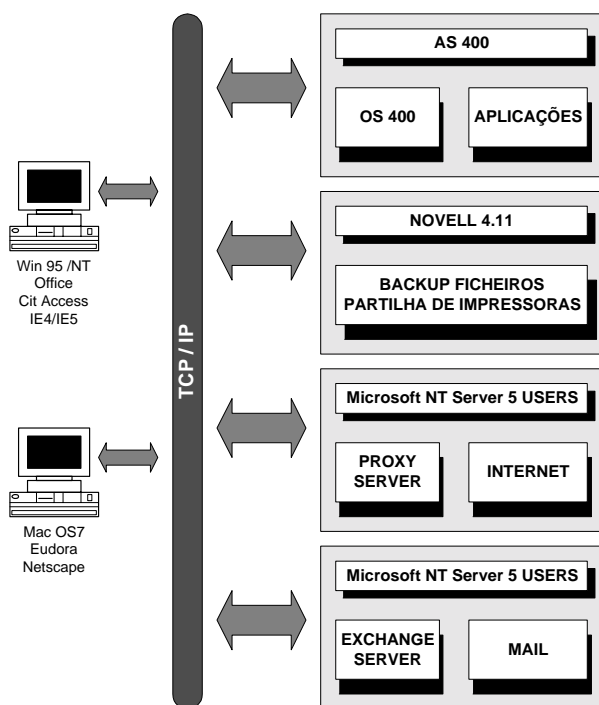 Win 95 /NT
Office
Cit Access
IE4/IE5
Mac OS7
Eudora
Netscape
TCP / IP
AS 400
OS 400
APLICAÇÕES
NOVELL 4.11
BACKUP FICHEIROS
PARTILHA DE IMPRESSORAS
Microsoft NT Server 5 USERS
PROXY
SERVER
INTERNET
Microsoft NT Server 5 USERS
EXCHANGE
SERVER
MAIL